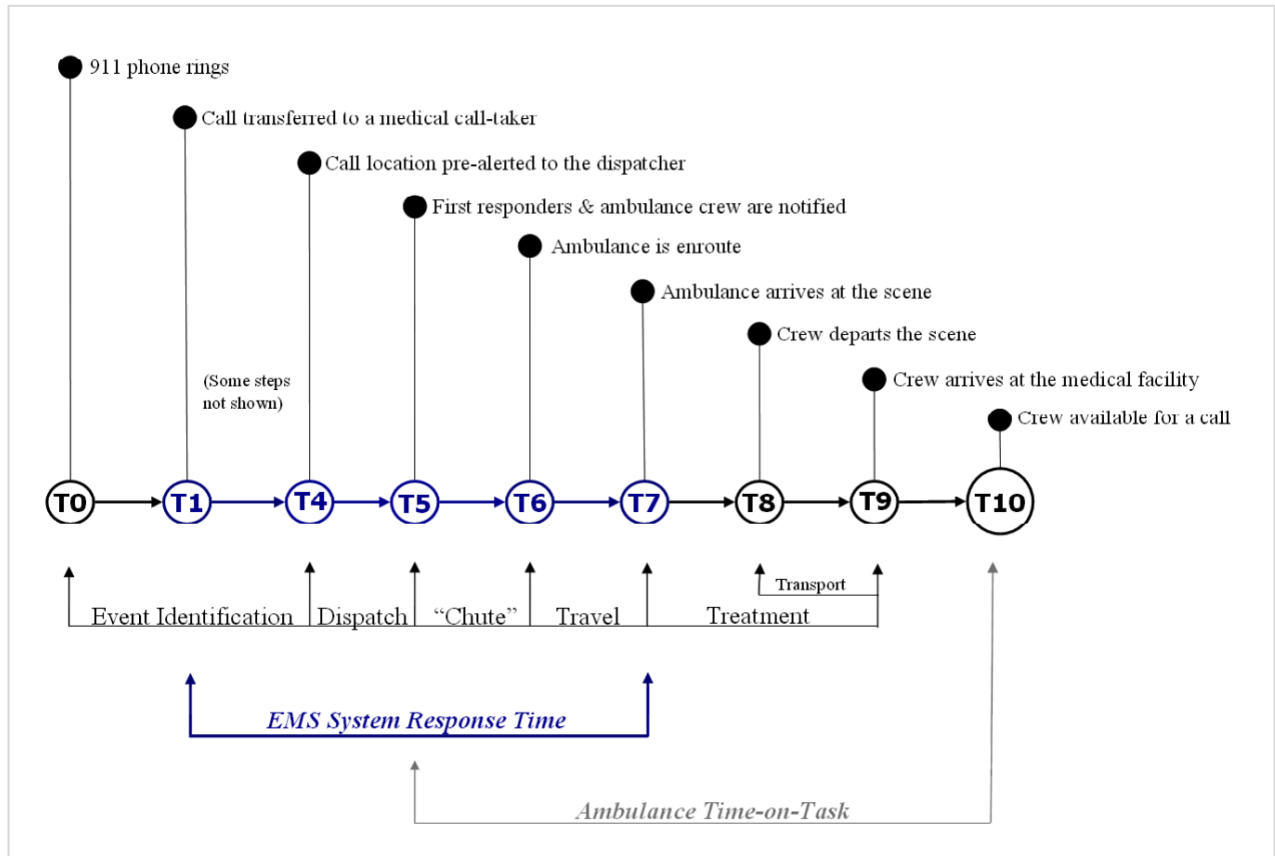 911 phone rings
Call transferred to a medical call-taker
Call location pre-alerted to the dispatcher
First responders & ambulance crew are notified
Ambulance is enroute
Ambulance arrives at the scene
Crew departs the scene
Crew arrives at the medical facility
(Some steps
not shown)
Crew available for a call
T0 T1 T4 T5 T6 T7 T8 T9 T10
Transport
Event Identification Dispatch “Chute” Travel Treatment
EMS System Response Time
Ambulance Time-on-Task